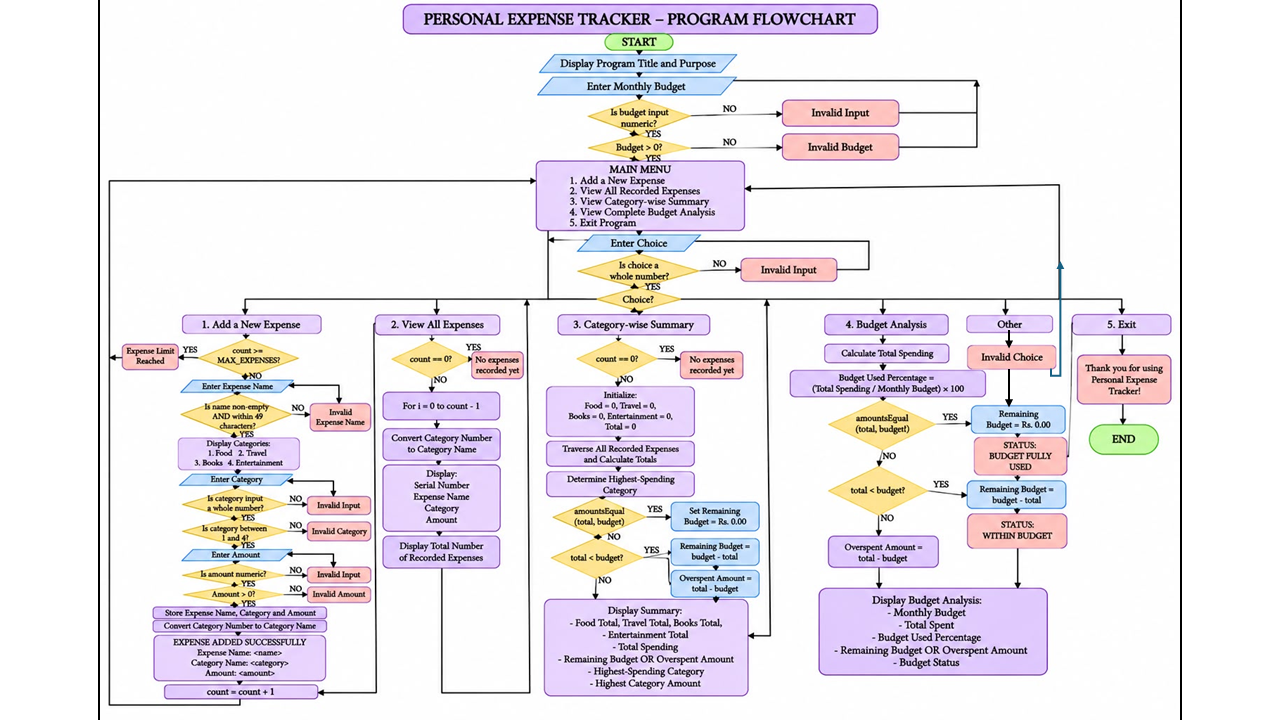 PERSONAL EXPENSE TRACKER – PROGRAM FLOWCHART
START
Display Program Title and Purpose
Enter Monthly Budget
Is budget input
numeric?
NO
Invalid Input
YES
Budget > 0?
NO
Invalid Budget
YES
MAIN MENU
1. Add a New Expense
2. View All Recorded Expenses
3. View Category-wise Summary
4. View Complete Budget Analysis
5. Exit Program
Enter Choice
Is choice a
whole number?
NO
Invalid Input
YES
Choice?
1. Add a New Expense
count >=
MAX_EXPENSES?
YES
Expense Limit
Reached
NO
Enter Expense Name
Is name non-empty
AND within 49
characters?
NO
Invalid
Expense Name
YES
Display Categories:
1. Food 2. Travel
3. Books 4. Entertainment
Enter Category
Is category input
a whole number?
NO
Invalid Input
YES
Is category between
1 and 4?
NO
Invalid Category
YES
Enter Amount
Is amount numeric?
NO
Invalid Input
YES
Amount > 0?
NO
Invalid Amount
YES
Store Expense Name, Category and Amount
Convert Category Number to Category Name
EXPENSE ADDED SUCCESSFULLY
Expense Name: <name>
Category Name: <category>
Amount: <amount>
count = count + 1
2. View All Expenses
count == 0?
YES
No expenses
recorded yet
NO
For i = 0 to count - 1
Convert Category Number
to Category Name
Display:
Serial Number
Expense Name
Category
Amount
Display Total Number
of Recorded Expenses
3. Category-wise Summary
count == 0?
YES
No expenses
recorded yet
NO
Initialize:
Food = 0, Travel = 0,
Books = 0, Entertainment = 0,
Total = 0
Traverse All Recorded Expenses
and Calculate Totals
Determine Highest-Spending
Category
amountsEqual
(total, budget)
YES
Set Remaining
Budget = Rs. 0.00
NO
total < budget?
YES
Remaining Budget =
budget - total
Overspent Amount =
total - budget
NO
Display Summary:
- Food Total, Travel Total, Books Total,
- Entertainment Total
- Total Spending
- Remaining Budget OR Overspent Amount
- Highest-Spending Category
- Highest Category Amount
4. Budget Analysis
Calculate Total Spending
Budget Used Percentage =
(Total Spending / Monthly Budget) × 100
amountsEqual
(total, budget!)
YES
Remaining
Budget = Rs. 0.00
STATUS:
BUDGET FULLY
USED
NO
total < budget?
YES
Remaining Budget =
budget - total
STATUS:
WITHIN BUDGET
NO
Overspent Amount =
total - budget
Display Budget Analysis:
- Monthly Budget
- Total Spent
- Budget Used Percentage
- Remaining Budget OR Overspent Amount
- Budget Status
Other
Invalid Choice
5. Exit
Thank you for using
Personal Expense
Tracker!
END